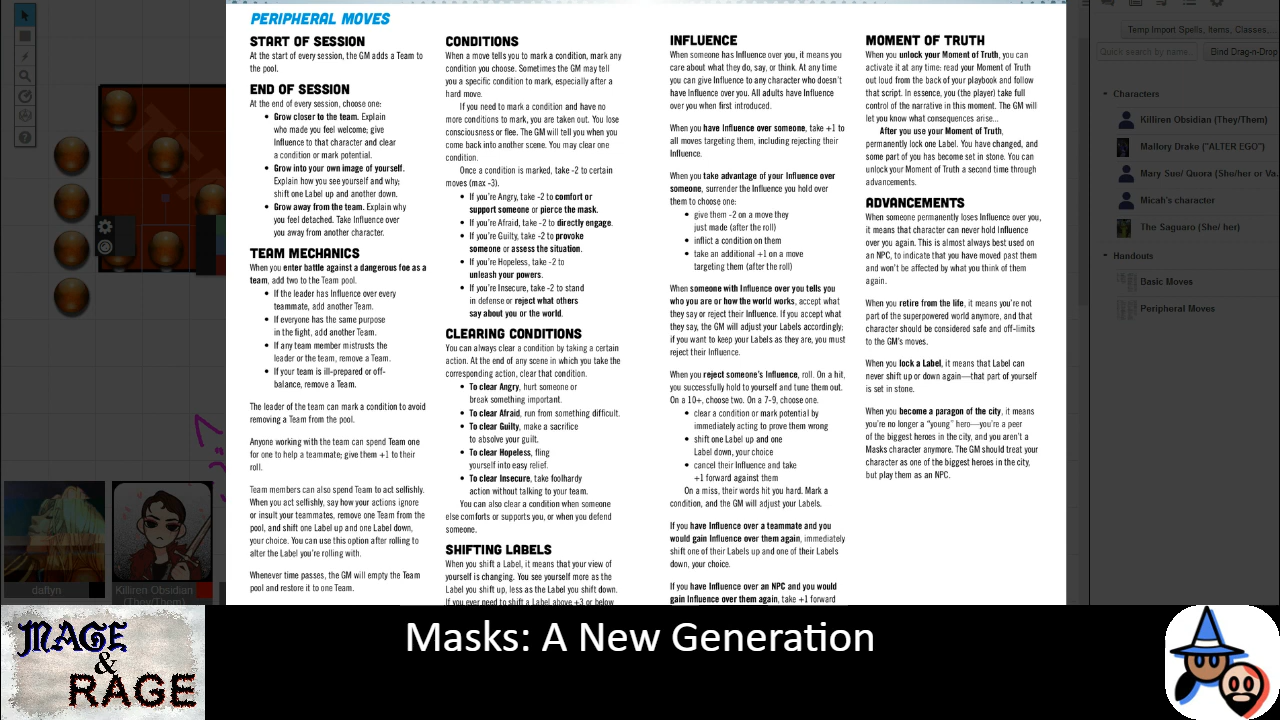 PERIPHERAL MOVES
START OF SESSION
At the start of every session, the GM adds a Team to
the pool.
END OF SESSION
At the end of every session, choose one:
• Grow closer to the team. Explain
who made you feel welcome; give
Influence to that character and clear
a condition or mark potential.
• Grow into your own image of yourself.
Explain how you see yourself and why;
shift one Label up and another down.
• Grow away from the team. Explain why
you feel detached. Take Influence over
you away from another character.
TEAM MECHANICS
When you enter battle against a dangerous foe as a
team, add two to the Team pool.
• If the leader has Influence over every
teammate, add another Team.
• If everyone has the same purpose
in the fight, add another Team.
• If any team member mistrusts the
leader or the team, remove a Team.
• If your team is ill-prepared or off-
balance, remove a Team.
The leader of the team can mark a condition to avoid
removing a Team from the pool.
Anyone working with the team can spend Team one
for one to help a teammate; give them +1 to their
roll.
Team members can also spend Team to act selfishly.
When you act selfishly, say how your actions ignore
or insult your teammates, remove one Team from the
pool, and shift one Label up and one Label down,
your choice. You can use this option after rolling to
alter the Label you're rolling with.
Whenever time passes, the GM will empty the Team
pool and restore it to one Team.
CONDITIONS
When a move tells you to mark a condition, mark any
condition you choose. Sometimes the GM may tell
you a specific condition to mark, especially after a
hard move.
If you need to mark a condition and have no
more conditions to mark, you are taken out. You lose
consciousness or flee. The GM will tell you when you
come back into another scene. You may clear one
condition.
Once a condition is marked, take -2 to certain
moves (max -3).
• If you're Angry, take -2 to comfort or
support someone or pierce the mask.
• If you're Afraid, take -2 to directly engage.
• If you're Guilty, take -2 to provoke
someone or assess the situation.
• If you're Hopeless, take -2 to
unleash your powers.
• If you're Insecure, take -2 to stand
in defense or reject what others
say about you or the world.
CLEARING CONDITIONS
You can always clear a condition by taking a certain
action. At the end of any scene in which you take the
corresponding action, clear that condition.
• To clear Angry, hurt someone or
break something important.
• To clear Afraid, run from something difficult.
• To clear Guilty, make a sacrifice
to absolve your guilt.
• To clear Hopeless, fling
yourself into easy relief.
• To clear Insecure, take foolhardy
action without talking to your team.
You can also clear a condition when someone
else comforts or supports you, or when you defend
someone.
SHIFTING LABELS
When you shift a Label, it means that your view of
yourself is changing. You see yourself more as the
Label you shift up, less as the Label you shift down.
If you ever need to shift a Label above +3 or below
INFLUENCE
When someone has Influence over you, it means you
care about what they do, say, or think. At any time
you can give Influence to any character who doesn't
have Influence over you. All adults have Influence
over you when first introduced.
When you have Influence over someone, take +1 to
all moves targeting them, including rejecting their
Influence.
When you take advantage of your Influence over
someone, surrender the Influence you hold over
them to choose one:
• give them -2 on a move they
just made (after the roll)
• inflict a condition on them
• take an additional +1 on a move
targeting them (after the roll)
When someone with Influence over you tells you
who you are or how the world works, accept what
they say or reject their Influence. If you accept what
they say, the GM will adjust your Labels accordingly;
if you want to keep your Labels as they are, you must
reject their Influence.
When you reject someone's Influence, roll. On a hit,
you successfully hold to yourself and tune them out.
On a 10+, choose two. On a 7-9, choose one.
• clear a condition or mark potential by
immediately acting to prove them wrong
• shift one Label up and one
Label down, your choice
• cancel their Influence and take
+1 forward against them
On a miss, their words hit you hard. Mark a
condition, and the GM will adjust your Labels.
If you have Influence over a teammate and you
would gain Influence over them again, immediately
shift one of their Labels up and one of their Labels
down, your choice.
If you have Influence over an NPC and you would
gain Influence over them again, take +1 forward
MOMENT OF TRUTH
When you unlock your Moment of Truth, you can
activate it at any time: read your Moment of Truth
out loud from the back of your playbook and follow
that script. In essence, you (the player) take full
control of the narrative in this moment. The GM will
let you know what consequences arise...
After you use your Moment of Truth,
permanently lock one Label. You have changed, and
some part of you has become set in stone. You can
unlock your Moment of Truth a second time through
advancements.
ADVANCEMENTS
When someone permanently loses Influence over you,
it means that character can never hold Influence
over you again. This is almost always best used on
an NPC, to indicate that you have moved past them
and won't be affected by what you think of them
again.
When you retire from the life, it means you're not
part of the superpowered world anymore, and that
character should be considered safe and off-limits
to the GM's moves.
When you lock a Label, it means that Label can
never shift up or down again—that part of yourself
is set in stone.
When you become a paragon of the city, it means
you're no longer a "young" hero—you're a peer
of the biggest heroes in the city, and you aren't a
Masks character anymore. The GM should treat your
character as one of the biggest heroes in the city,
but play them as an NPC.
Temp Import Spells, Items, Classes...
Quick search by name...
Bind Drag-n-Drop
Characters
Killiren Obsidian (They/Them)
Mallory Drake ("ALTER EGO")
Mary Sun/ Quora (She/her or Va...
Micah's character
The Saguaro (She/ her)
Handouts
Basic Moves
Peripheral Moves
daffyn
Killiren Obsidian
(They/Them)
MAGE
&
RAGE
Masks: A New Generation